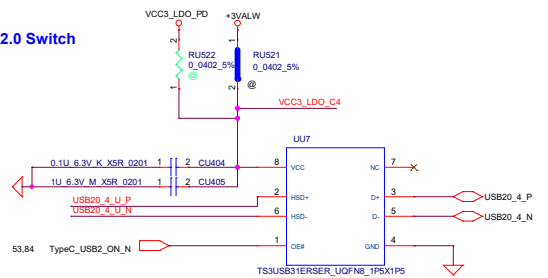 VCC3_LDO_PD
+3VALW
2.0 Switch
2
1
RU522
0_0402_5%
@
1
2
RU521
0_0402_5%
@
VCC3_LDO_C4
UU7
0.1U_6.3V_K_X5R_0201 1 2 CU404
8 VCC NC 7
1U_6.3V_M_X5R_0201 1 2 CU405
USB20_4_U_P 2 HSD+ D+ 3 USB20_4_P
USB20_4_U_N 6 HSD- D- 5 USB20_4_N
53,84 TypeC_USB2_ON_N 1 OE# GND 4
TS3USB31ERSER_UQFN8_1P5X1P5